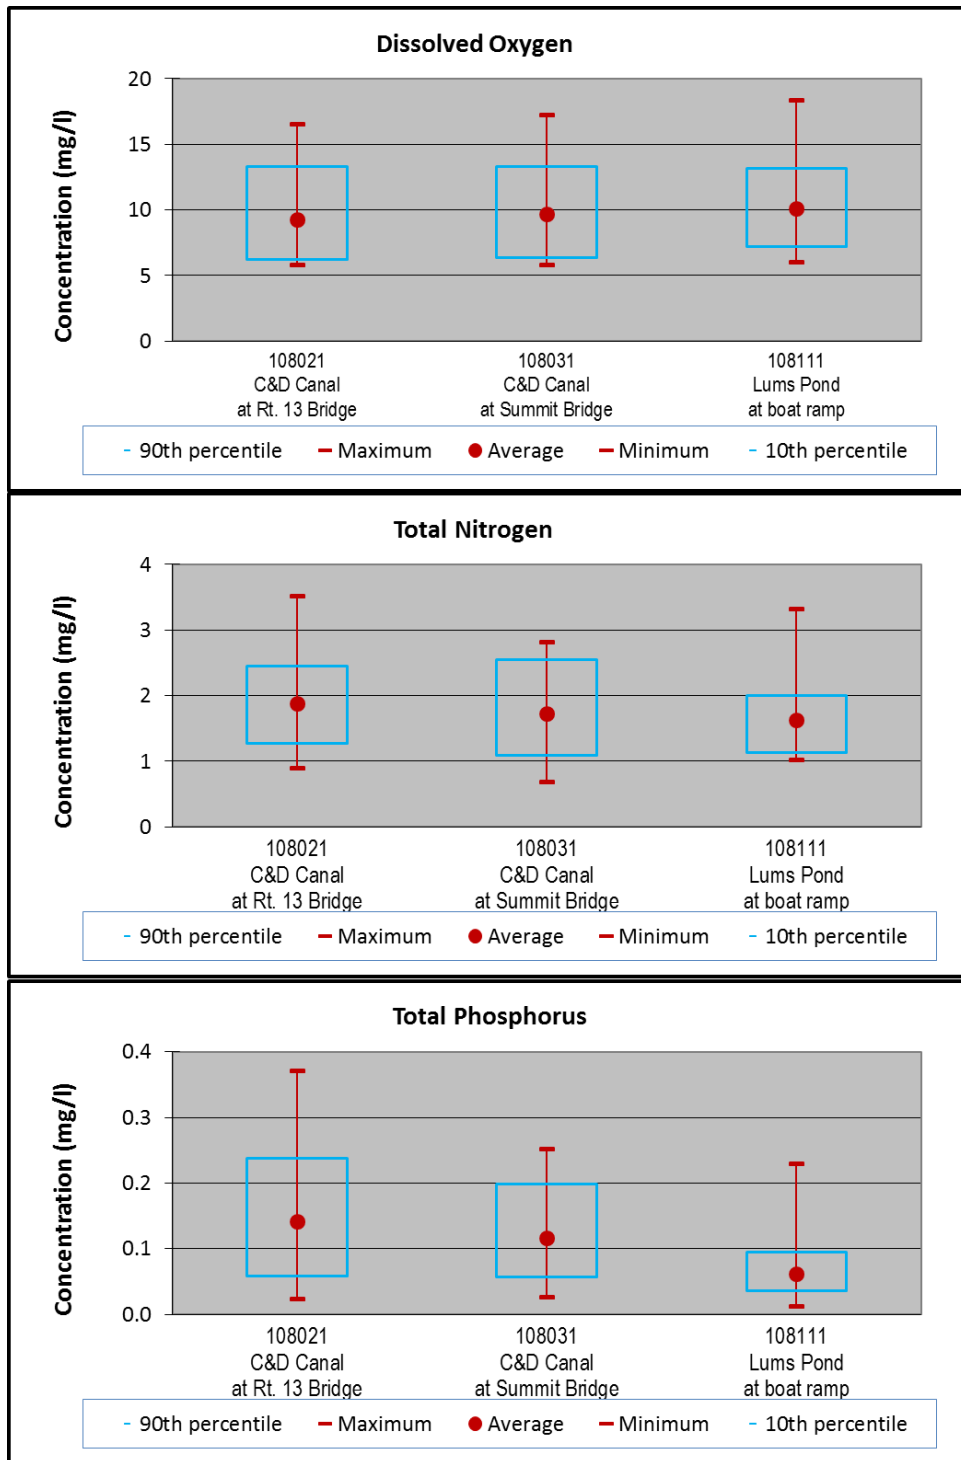 Dissolved Oxygen
Concentration (mg/l)
20
15
10
5
0
108021
C&D Canal
at Rt. 13 Bridge
108031
C&D Canal
at Summit Bridge
108111
Lums Pond
at boat ramp
90th percentile Maximum Average Minimum 10th percentile
Total Nitrogen
Concentration (mg/l)
4
3
2
1
0
108021
C&D Canal
at Rt. 13 Bridge
108031
C&D Canal
at Summit Bridge
108111
Lums Pond
at boat ramp
90th percentile Maximum Average Minimum 10th percentile
Total Phosphorus
Concentration (mg/l)
0.4
0.3
0.2
0.1
0.0
108021
C&D Canal
at Rt. 13 Bridge
108031
C&D Canal
at Summit Bridge
108111
Lums Pond
at boat ramp
90th percentile Maximum Average Minimum 10th percentile